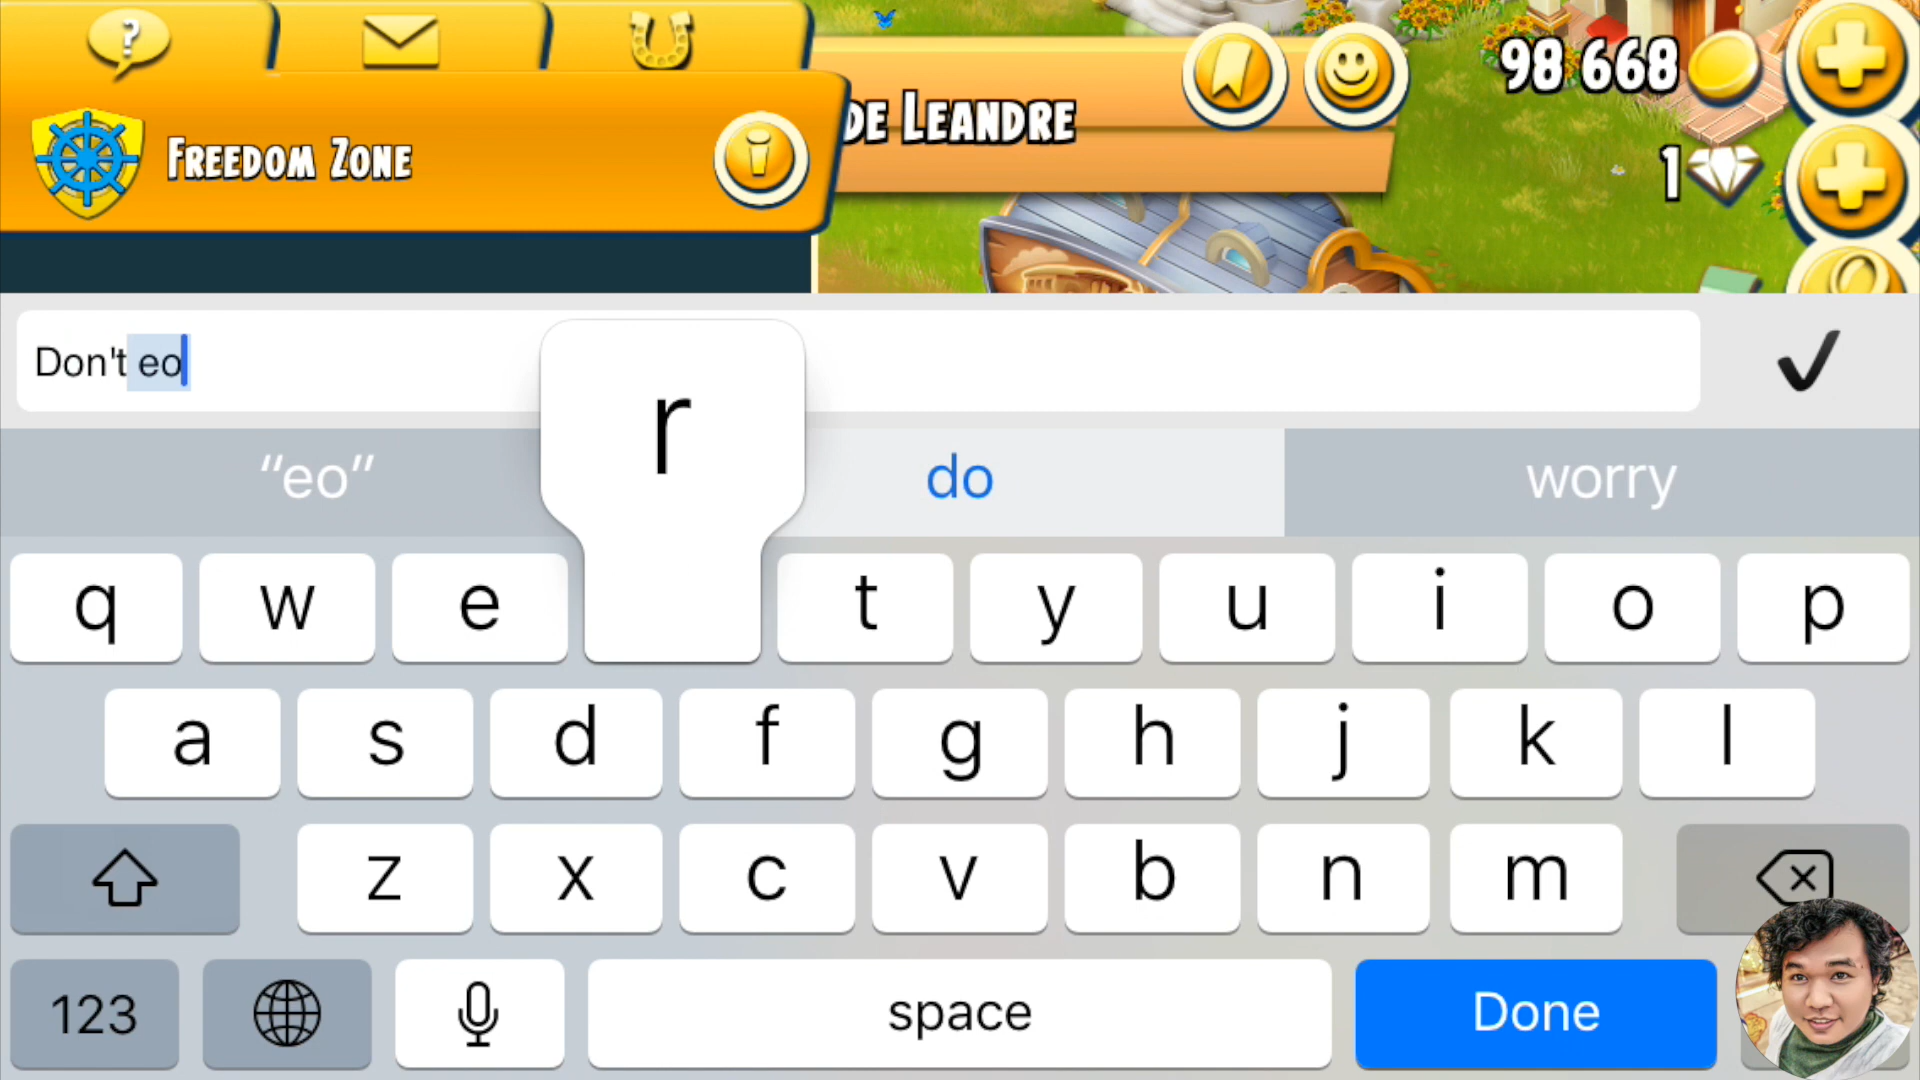 ?
98 668
DE LEANDRE
FREEDOM ZONE
i
1
Don't eo
r
"eo"
do
worry
q w e t y u i o p
a s d f g h j k l
z x c v b n m
123
space
Done